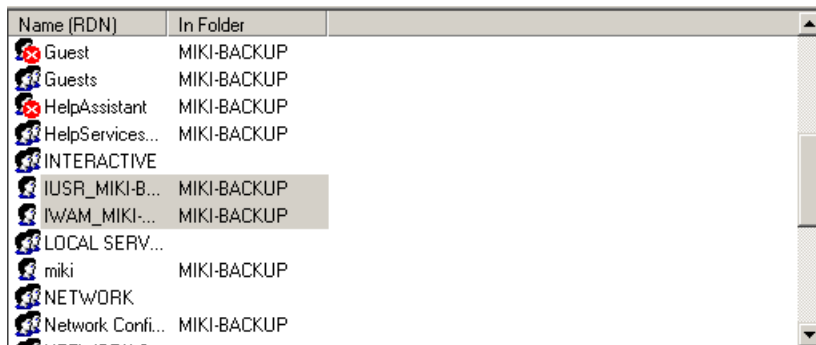 Name (RDN) In Folder
Guest MIKI-BACKUP
Guests MIKI-BACKUP
HelpAssistant MIKI-BACKUP
HelpServices... MIKI-BACKUP
INTERACTIVE
IUSR_MIKI-B... MIKI-BACKUP
IWAM_MIKI-... MIKI-BACKUP
LOCAL SERV...
miki MIKI-BACKUP
NETWORK
Network Confi... MIKI-BACKUP